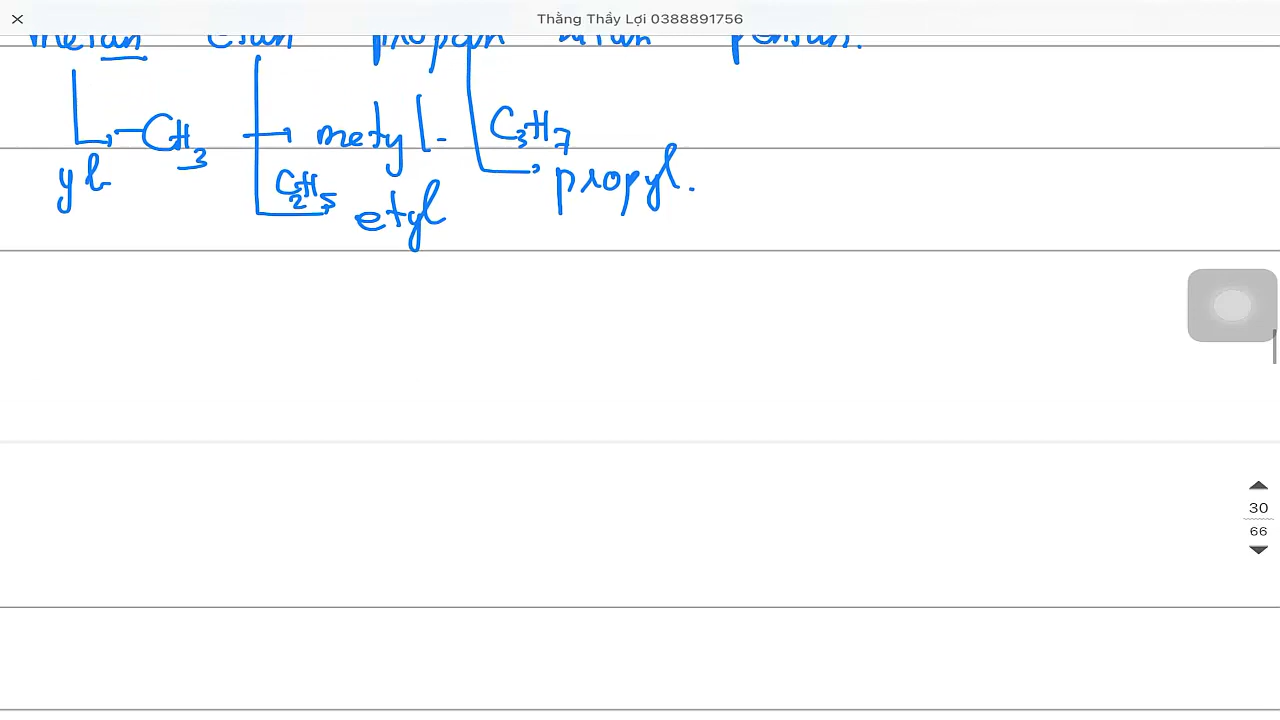 Thằng Thầy Lợi 0388891756
metan etan propan butan pentan.
-CH3 → metyl- C3H7
yl C2H5 propyl.
etyl
30
66